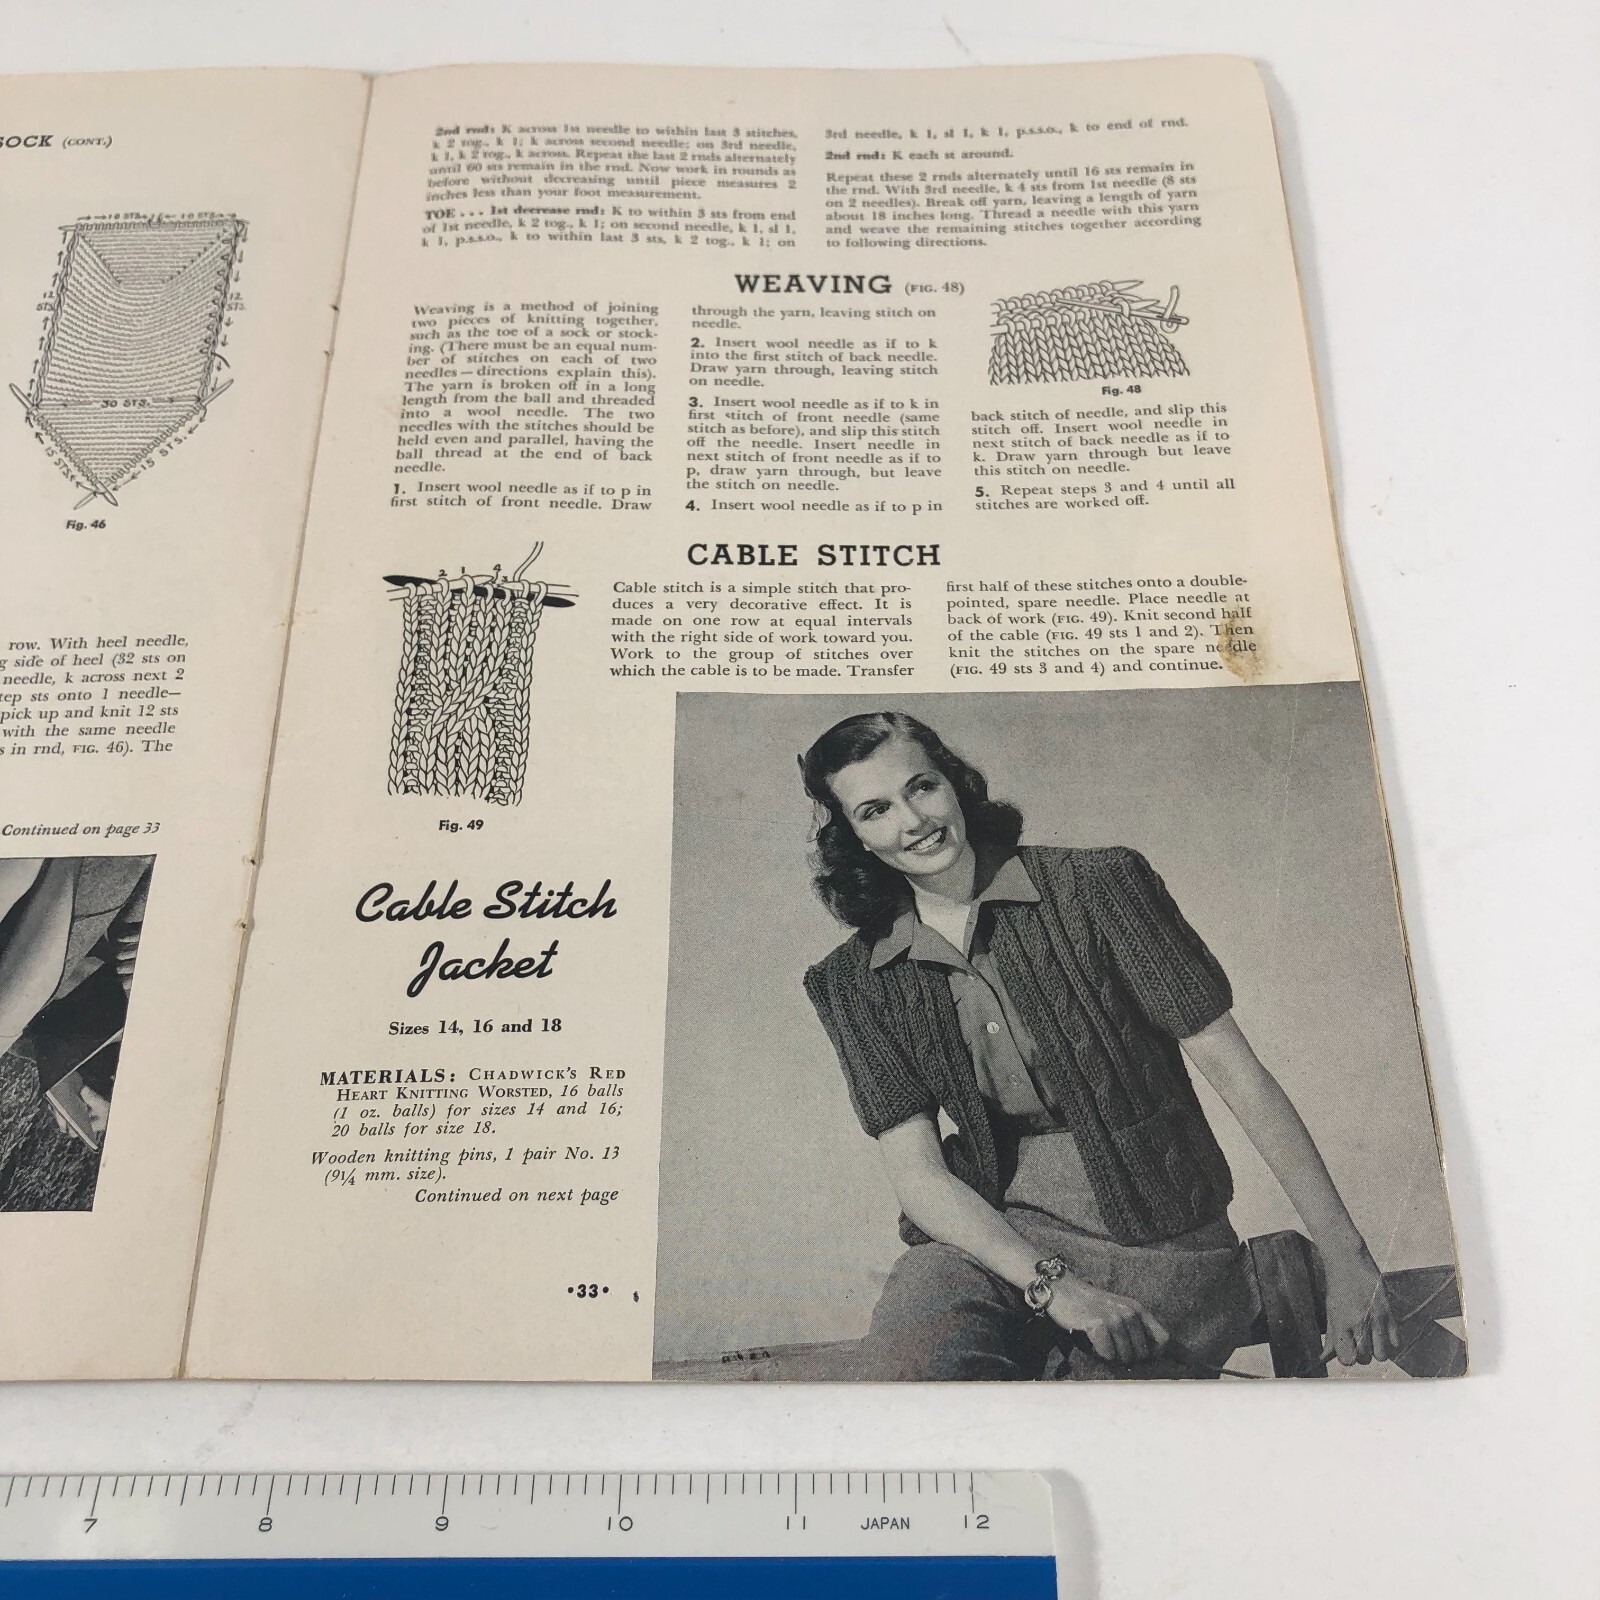 SOCK (CONT.)
10 STS.
10 STS.
12 STS.
12 STS.
30 STS.
15 STS.
15 STS.
Fig. 46
row. With heel needle,
side of heel (32 sts on
needle, k across next 2
sts onto 1 needle—
pick up and knit 12 sts
with the same needle
in rnd, FIG. 46). The
Continued on page 33
2nd rnd: K across 1st needle to within last 3 stitches,
k 2 tog., k 1; k across second needle; on 3rd needle,
k 1, k 2 tog., k across. Repeat the last 2 rnds alternately
until 60 sts remain in the rnd. Now work in rounds as
before without decreasing until piece measures 2
inches less than your foot measurement.
TOE . . . 1st decrease rnd: K to within 3 sts from end
of 1st needle, k 2 tog., k 1; on second needle, k 1, sl 1,
k 1, p.s.s.o., k to within last 3 sts, k 2 tog., k 1; on
3rd needle, k 1, sl 1, k 1, p.s.s.o., k to end of rnd.
2nd rnd: K each st around.
Repeat these 2 rnds alternately until 16 sts remain in
the rnd. With 3rd needle, k 4 sts from 1st needle (8 sts
on 2 needles). Break off yarn, leaving a length of yarn
about 18 inches long. Thread a needle with this yarn
and weave the remaining stitches together according
to following directions.
WEAVING (FIG. 48)
Weaving is a method of joining
two pieces of knitting together,
such as the toe of a sock or stock-
ing. (There must be an equal num-
ber of stitches on each of two
needles—directions explain this).
The yarn is broken off in a long
length from the ball and threaded
into a wool needle. The two
needles with the stitches should be
held even and parallel, having the
ball thread at the end of back
needle.
1. Insert wool needle as if to p in
first stitch of front needle. Draw
through the yarn, leaving stitch on
needle.
2. Insert wool needle as if to k
into the first stitch of back needle.
Draw yarn through, leaving stitch
on needle.
3. Insert wool needle as if to k in
first stitch of front needle (same
stitch as before), and slip this stitch
off the needle. Insert needle in
next stitch of front needle as if to
p, draw yarn through, but leave
the stitch on needle.
4. Insert wool needle as if to p in
Fig. 48
back stitch of needle, and slip this
stitch off. Insert wool needle in
next stitch of back needle as if to
k. Draw yarn through but leave
this stitch on needle.
5. Repeat steps 3 and 4 until all
stitches are worked off.
CABLE STITCH
2 1 4 3
Fig. 49
Cable stitch is a simple stitch that pro-
duces a very decorative effect. It is
made on one row at equal intervals
with the right side of work toward you.
Work to the group of stitches over
which the cable is to be made. Transfer
first half of these stitches onto a double-
pointed, spare needle. Place needle at
back of work (FIG. 49). Knit second half
of the cable (FIG. 49 sts 1 and 2). Then
knit the stitches on the spare needle
(FIG. 49 sts 3 and 4) and continue.
Cable Stitch
Jacket
Sizes 14, 16 and 18
MATERIALS: CHADWICK'S RED
HEART KNITTING WORSTED, 16 balls
(1 oz. balls) for sizes 14 and 16;
20 balls for size 18.
Wooden knitting pins, 1 pair No. 13
(9¼ mm. size).
Continued on next page
•33•
7 8 9 10 11 JAPAN 12